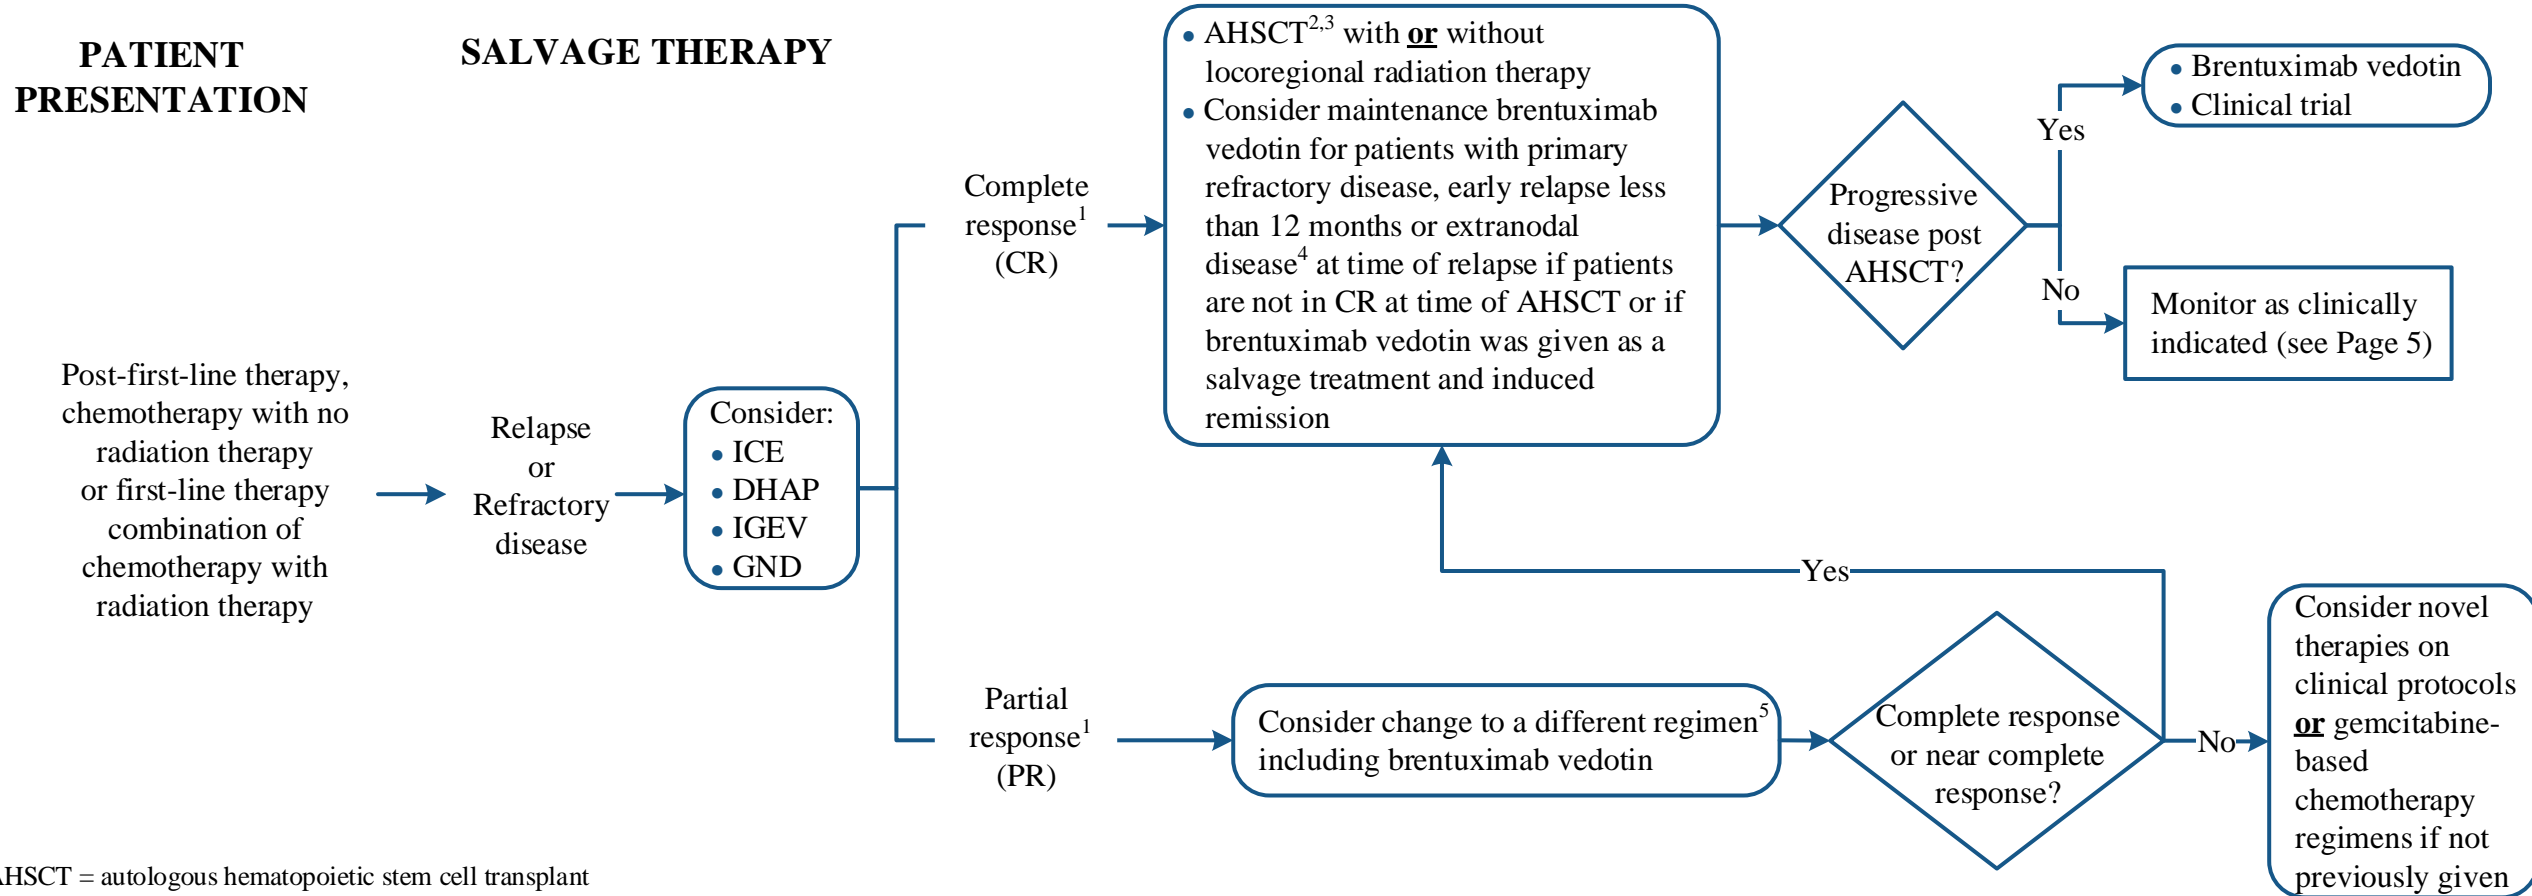 PATIENT
PRESENTATION
SALVAGE THERAPY
Post-first-line therapy,
chemotherapy with no
radiation therapy
or first-line therapy
combination of
chemotherapy with
radiation therapy
Relapse
or
Refractory
disease
Consider:
• ICE
• DHAP
• IGEV
• GND
Complete
response1
(CR)
• AHSCT2,3 with or without
locoregional radiation therapy
• Consider maintenance brentuximab
vedotin for patients with primary
refractory disease, early relapse less
than 12 months or extranodal
disease4 at time of relapse if patients
are not in CR at time of AHSCT or if
brentuximab vedotin was given as a
salvage treatment and induced
remission
Progressive
disease post
AHSCT?
Yes
• Brentuximab vedotin
• Clinical trial
No
Monitor as clinically
indicated (see Page 5)
Partial
response1
(PR)
Consider change to a different regimen5
including brentuximab vedotin
Complete response
or near complete
response?
Yes
No
Consider novel
therapies on
clinical protocols
or gemcitabine-
based
chemotherapy
regimens if not
previously given
AHSCT = autologous hematopoietic stem cell transplant